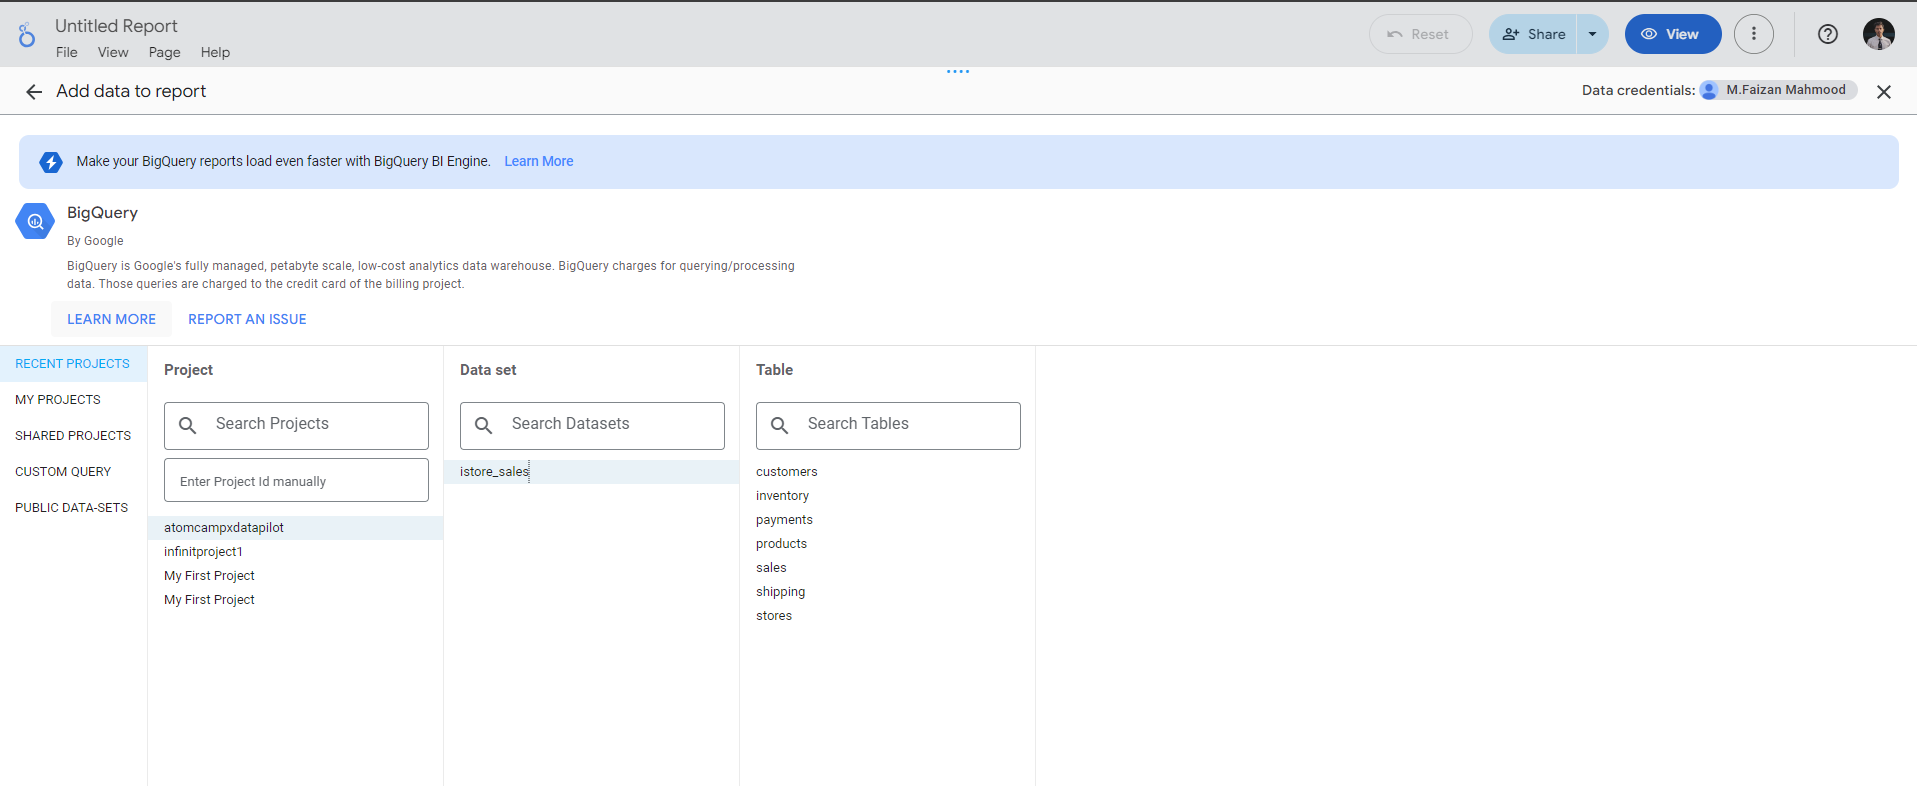 Untitled Report
File View Page Help
Reset
Share
View
Add data to report
Data credentials: M.Faizan Mahmood
Make your BigQuery reports load even faster with BigQuery BI Engine. Learn More
BigQuery
By Google
BigQuery is Google's fully managed, petabyte scale, low-cost analytics data warehouse. BigQuery charges for querying/processing
data. Those queries are charged to the credit card of the billing project.
LEARN MORE REPORT AN ISSUE
RECENT PROJECTS
MY PROJECTS
SHARED PROJECTS
CUSTOM QUERY
PUBLIC DATA-SETS
Project
Search Projects
Enter Project Id manually
atomcampxdatapilot
infinitproject1
My First Project
My First Project
Data set
Search Datasets
istore_sales
Table
Search Tables
customers
inventory
payments
products
sales
shipping
stores